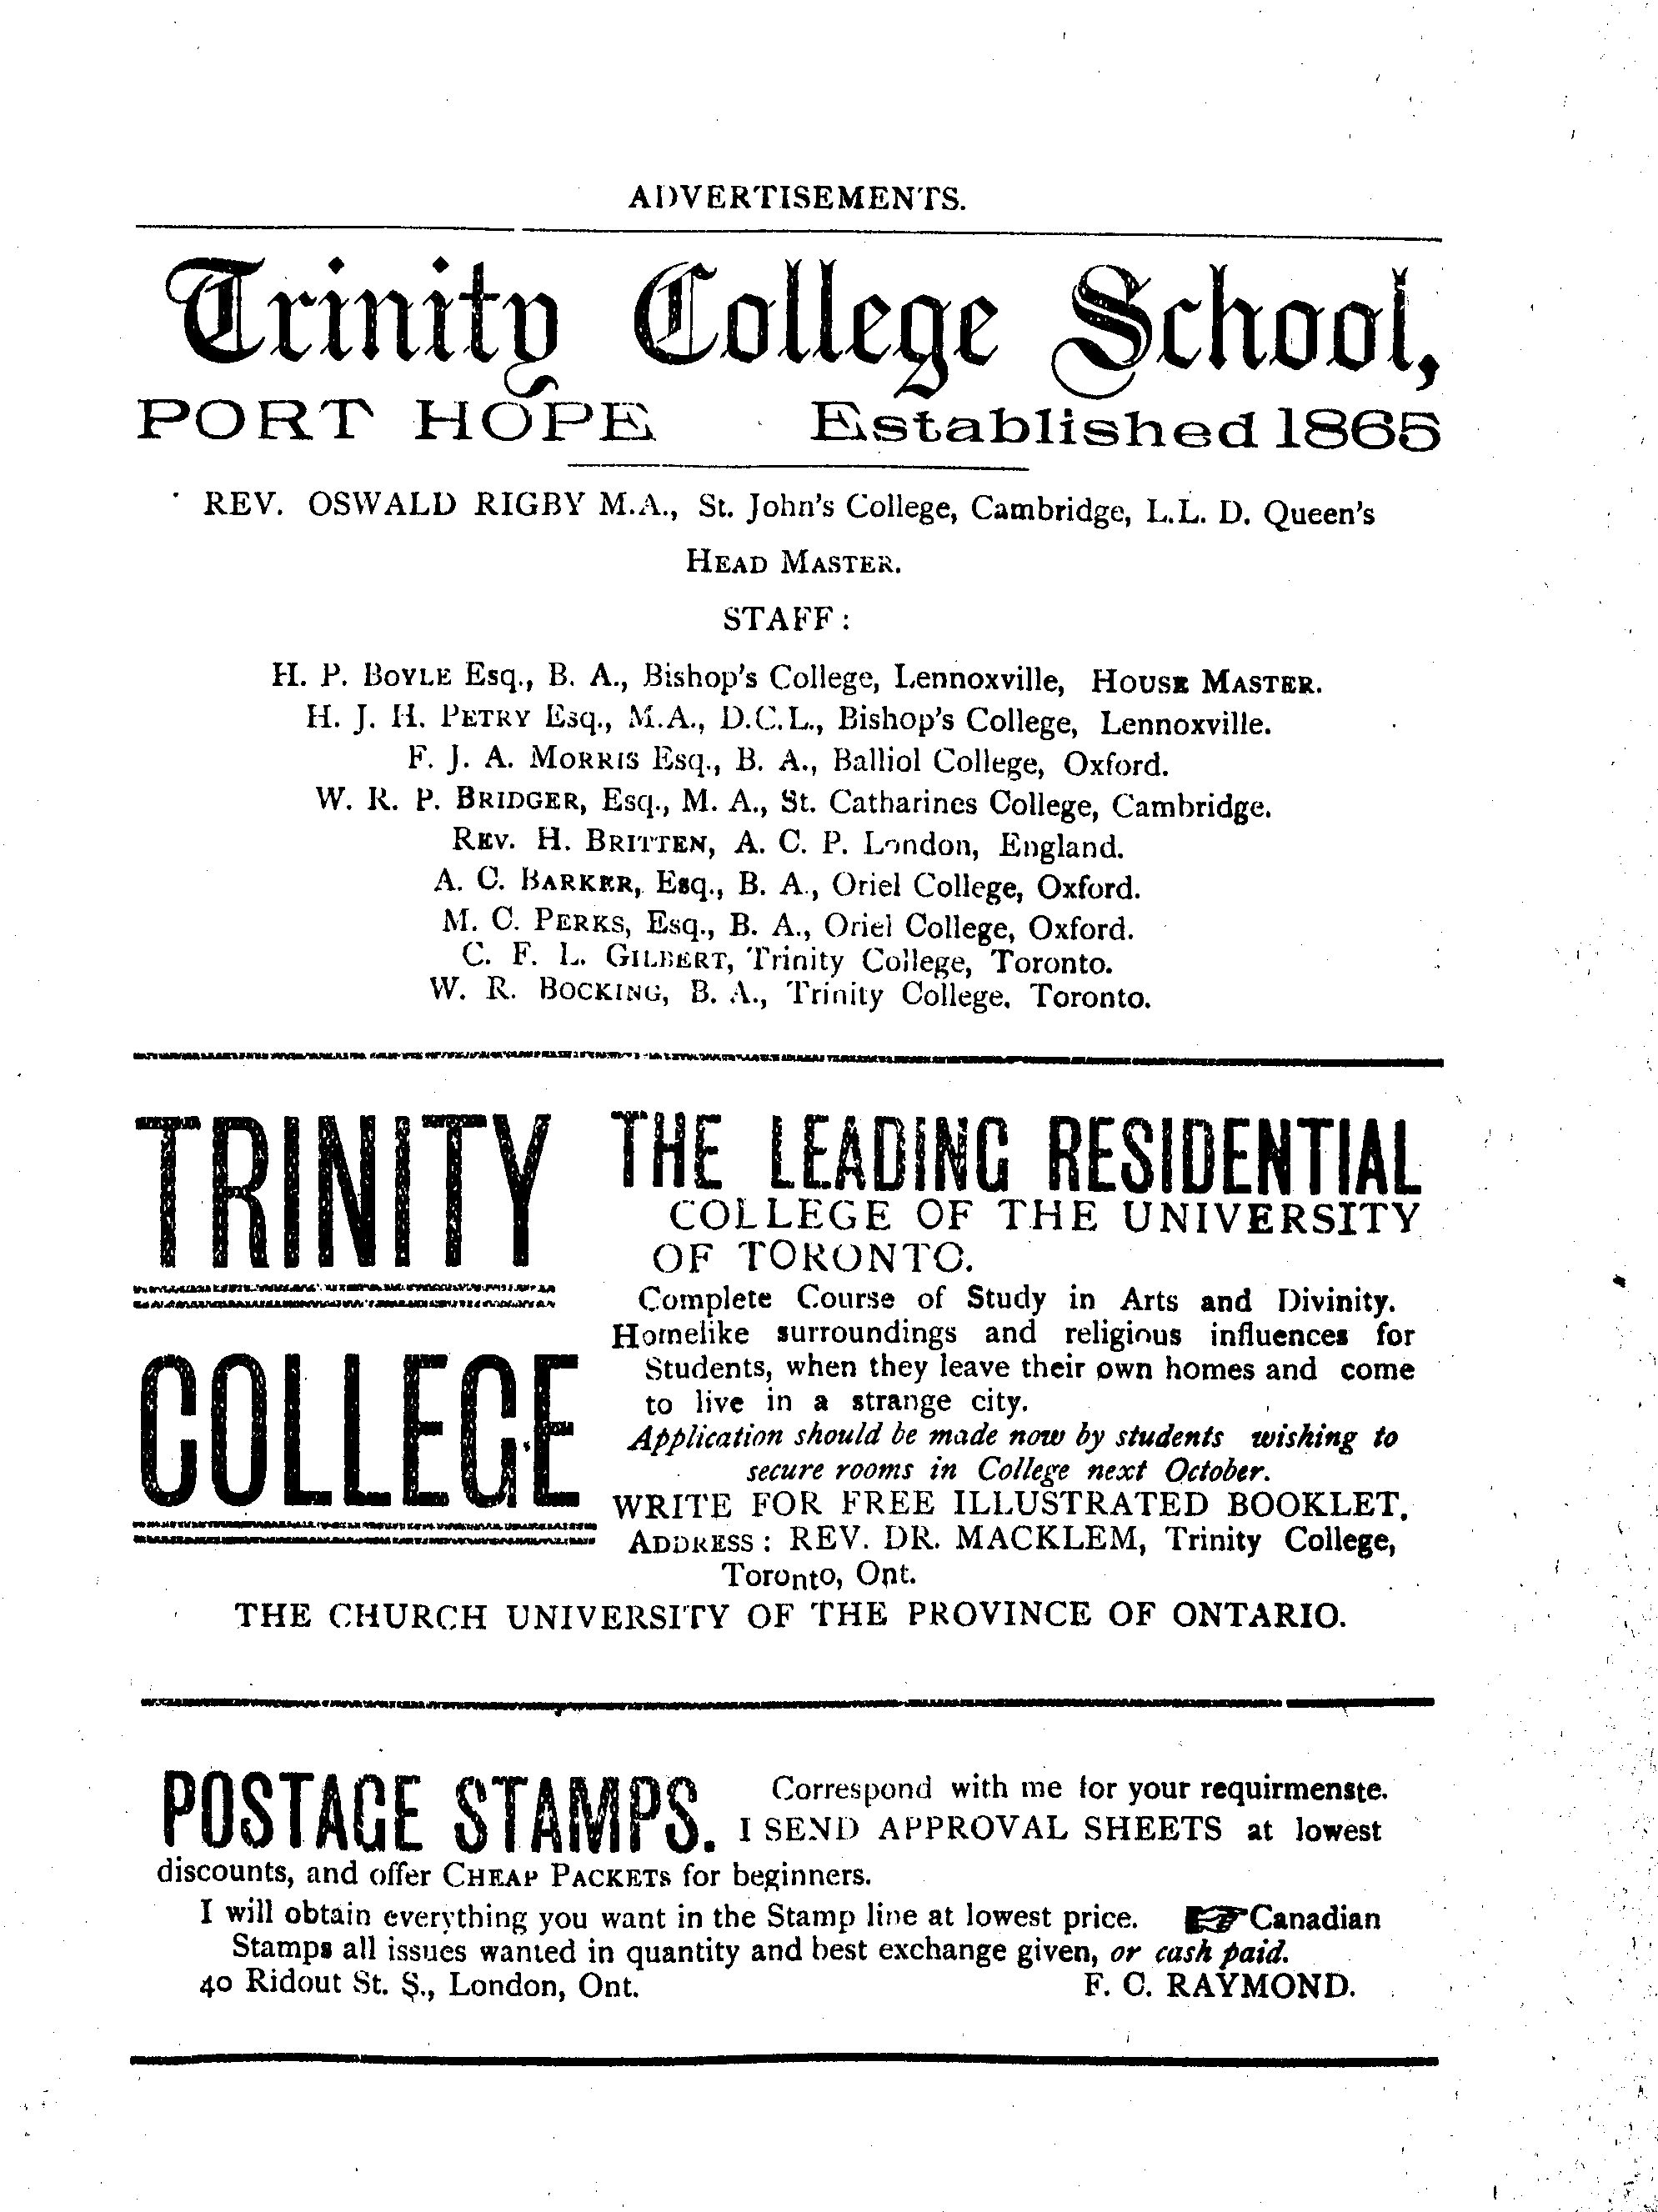 ADVERTISEMENTS.
Trinity College School,
PORT HOPE Established 1865
REV. OSWALD RIGBY M.A., St. John's College, Cambridge, L.L. D. Queen's
HEAD MASTER.
STAFF :
H. P. BOYLE Esq., B. A., Bishop's College, Lennoxville, HOUSE MASTER.
H. J. H. PETRY Esq., M.A., D.C.L., Bishop's College, Lennoxville.
F. J. A. MORRIS Esq., B. A., Balliol College, Oxford.
W. R. P. BRIDGER, Esq., M. A., St. Catharines College, Cambridge.
REV. H. BRITTEN, A. C. P. London, England.
A. C. BARKER, Esq., B. A., Oriel College, Oxford.
M. C. PERKS, Esq., B. A., Oriel College, Oxford.
C. F. L. GILBERT, Trinity College, Toronto.
W. R. BOCKING, B. A., Trinity College. Toronto.
TRINITY
COLLEGE
THE LEADING RESIDENTIAL
COLLEGE OF THE UNIVERSITY
OF TORONTO.
Complete Course of Study in Arts and Divinity.
Homelike surroundings and religious influences for
Students, when they leave their own homes and come
to live in a strange city.
Application should be made now by students wishing to
secure rooms in College next October.
WRITE FOR FREE ILLUSTRATED BOOKLET.
ADDRESS : REV. DR. MACKLEM, Trinity College,
Toronto, Ont.
THE CHURCH UNIVERSITY OF THE PROVINCE OF ONTARIO.
POSTAGE STAMPS. Correspond with me for your requirmenste.
I SEND APPROVAL SHEETS at lowest
discounts, and offer CHEAP PACKETS for beginners.
I will obtain everything you want in the Stamp line at lowest price. ☞Canadian
Stamps all issues wanted in quantity and best exchange given, or cash paid.
40 Ridout St. S., London, Ont. F. C. RAYMOND.